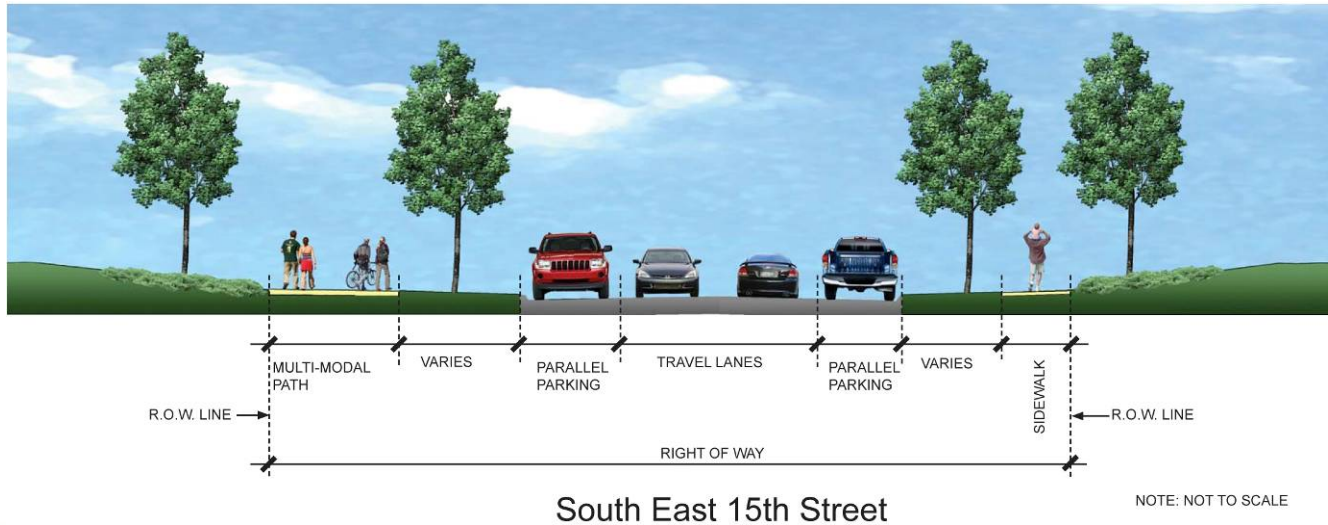 MULTI-MODAL
PATH
VARIES
PARALLEL
PARKING
TRAVEL LANES
PARALLEL
PARKING
VARIES
SIDEWALK
R.O.W. LINE
R.O.W. LINE
RIGHT OF WAY
South East 15th Street
NOTE: NOT TO SCALE